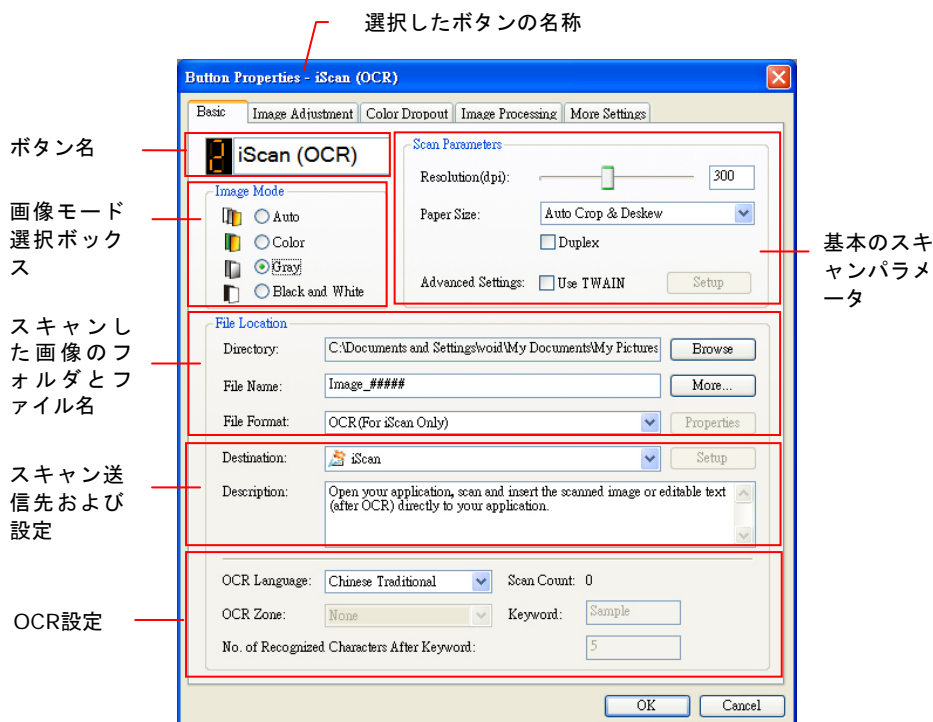 選択したボタンの名称
Button Properties - iScan (OCR)
Basic Image Adjustment Color Dropout Image Processing More Settings
ボタン名
2 iScan (OCR)
画像モード
選択ボック
ス
Image Mode
Auto
Color
Gray
Black and White
Scan Parameters
Resolution(dpi): 300
Paper Size: Auto Crop & Deskew
Duplex
Advanced Settings: Use TWAIN Setup
基本のスキ
ャンパラメ
ータ
スキャンし
た画像のフ
ォルダとフ
ァイル名
File Location
Directory: C:\Documents and Settings\void\My Documents\My Pictures Browse
File Name: Image_##### More...
File Format: OCR(For iScan Only) Properties
スキャン送
信先および
設定
Destination: iScan Setup
Description: Open your application, scan and insert the scanned image or editable text
(after OCR) directly to your application.
OCR設定
OCR Language: Chinese Traditional Scan Count: 0
OCR Zone: None Keyword: Sample
No. of Recognized Characters After Keyword: 5
OK Cancel